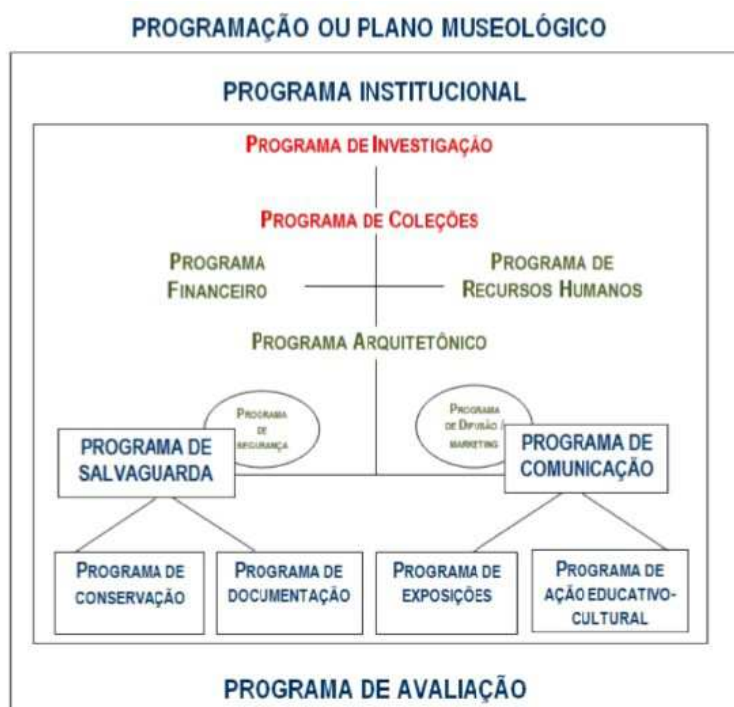 PROGRAMAÇÃO OU PLANO MUSEOLÓGICO
PROGRAMA INSTITUCIONAL
PROGRAMA DE INVESTIGAÇÃO
PROGRAMA DE COLEÇÕES
PROGRAMA
FINANCEIRO
PROGRAMA DE
RECURSOS HUMANOS
PROGRAMA ARQUITETÔNICO
PROGRAMA
DE
SEGURANÇA
PROGRAMA
DE DIFUSÃO
MARKETING
PROGRAMA DE
SALVAGUARDA
PROGRAMA DE
COMUNICAÇÃO
PROGRAMA DE
CONSERVAÇÃO
PROGRAMA DE
DOCUMENTAÇÃO
PROGRAMA DE
EXPOSIÇÕES
PROGRAMA DE
AÇÃO EDUCATIVO-
CULTURAL
PROGRAMA DE AVALIAÇÃO